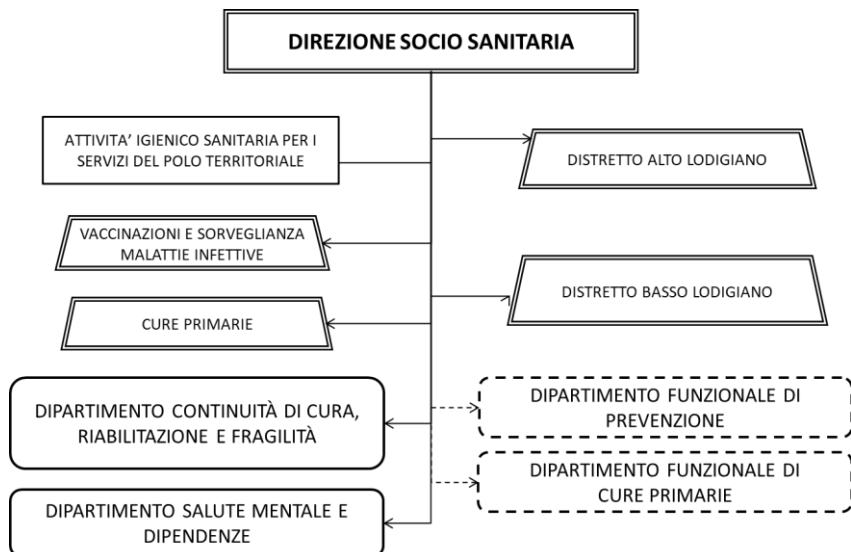 DIREZIONE SOCIO SANITARIA
ATTIVITA’ IGIENICO SANITARIA PER I
SERVIZI DEL POLO TERRITORIALE
DISTRETTO ALTO LODIGIANO
VACCINAZIONI E SORVEGLIANZA
MALATTIE INFETTIVE
DISTRETTO BASSO LODIGIANO
CURE PRIMARIE
DIPARTIMENTO CONTINUITÀ DI CURA,
RIABILITAZIONE E FRAGILITÀ
DIPARTIMENTO FUNZIONALE DI
PREVENZIONE
DIPARTIMENTO FUNZIONALE DI
CURE PRIMARIE
DIPARTIMENTO SALUTE MENTALE E
DIPENDENZE